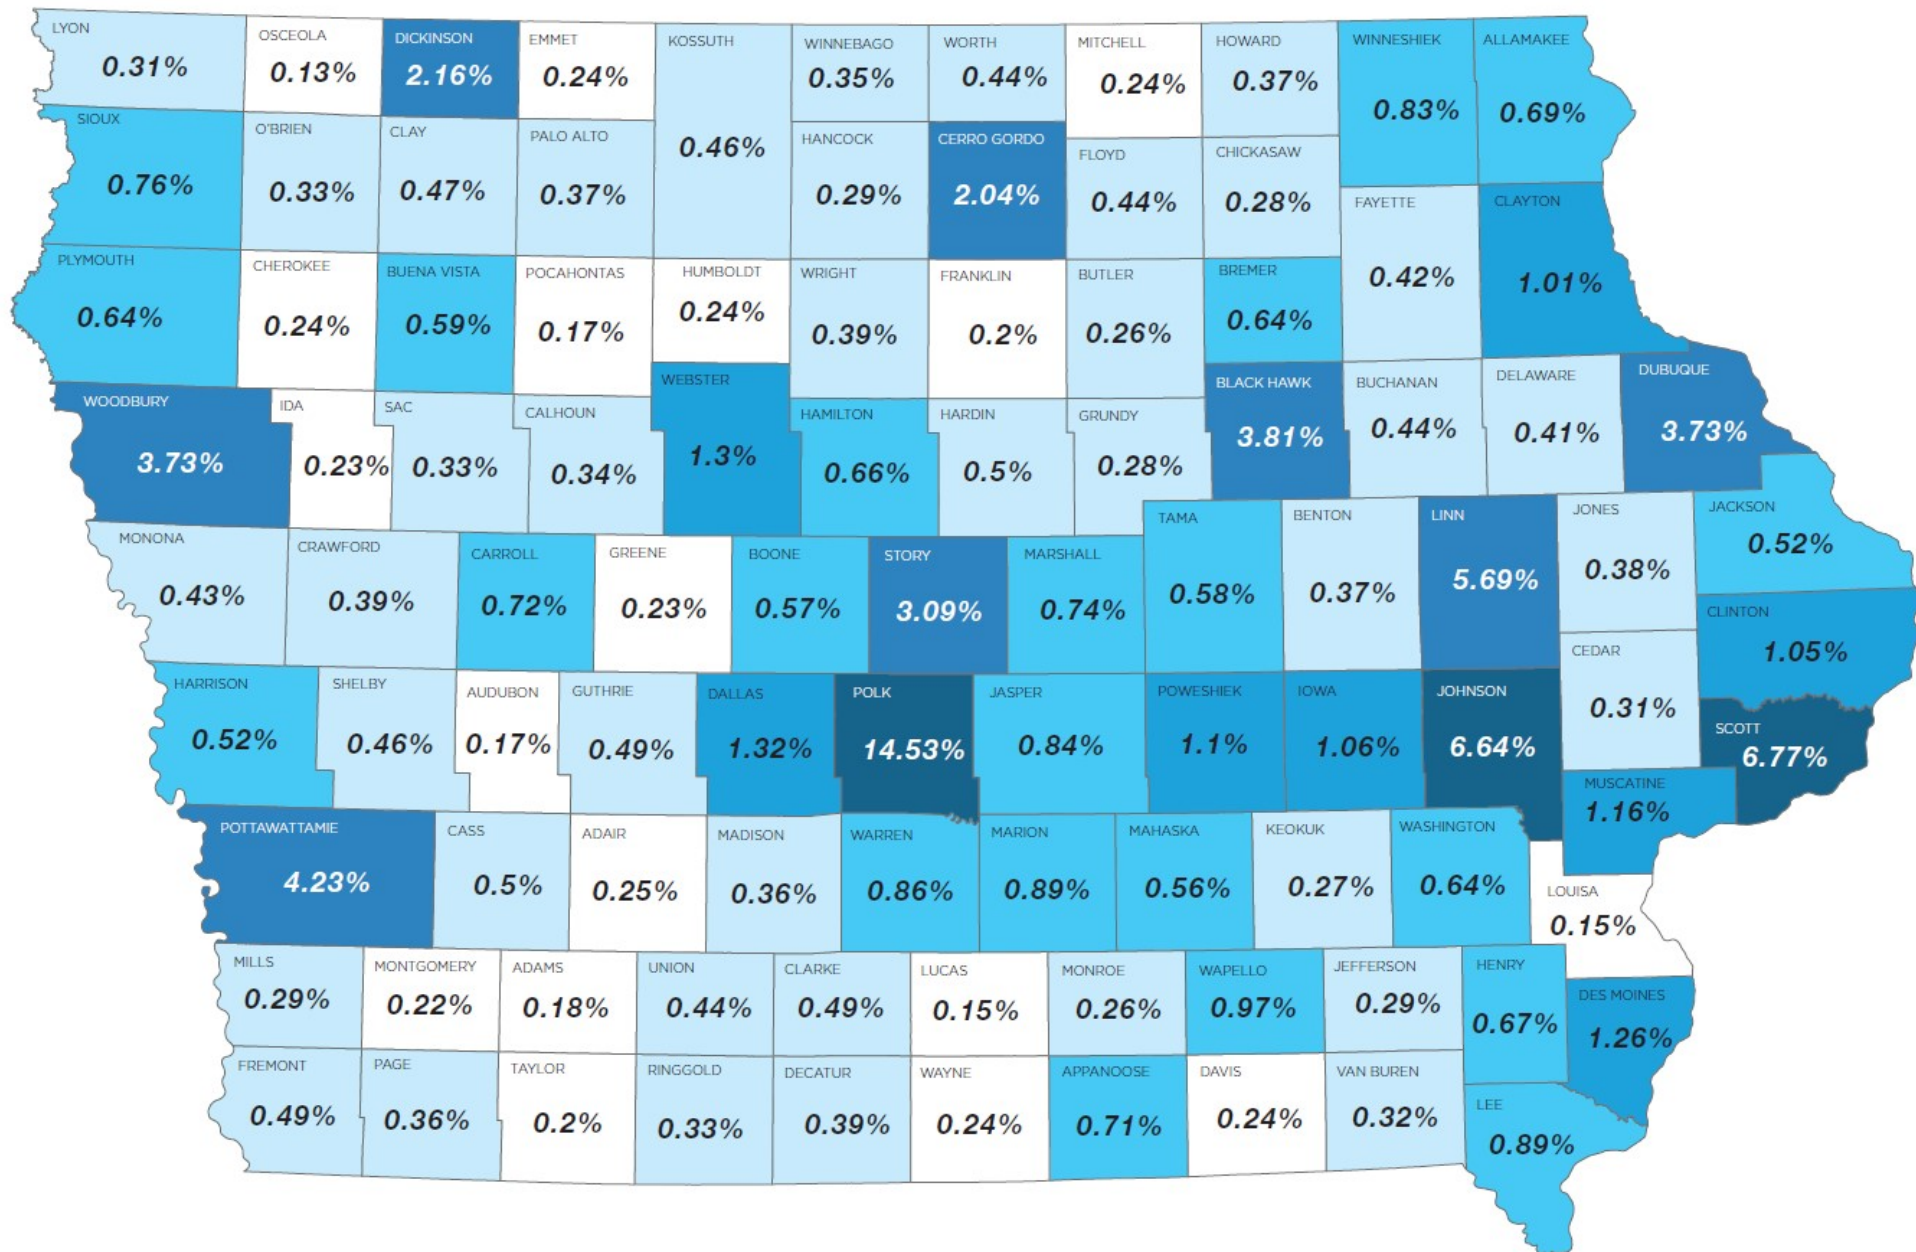 LYON
0.31%
OSCEOLA
0.13%
DICKINSON
2.16%
EMMET
0.24%
KOSSUTH
0.46%
WINNEBAGO
0.35%
WORTH
0.44%
MITCHELL
0.24%
HOWARD
0.37%
WINNESHIEK
0.83%
ALLAMAKEE
0.69%
SIOUX
0.76%
O'BRIEN
0.33%
CLAY
0.47%
PALO ALTO
0.37%
HANCOCK
0.29%
CERRO GORDO
2.04%
FLOYD
0.44%
CHICKASAW
0.28%
FAYETTE
0.42%
CLAYTON
1.01%
PLYMOUTH
0.64%
CHEROKEE
0.24%
BUENA VISTA
0.59%
POCAHONTAS
0.17%
HUMBOLDT
0.24%
WRIGHT
0.39%
FRANKLIN
0.2%
BUTLER
0.26%
BREMER
0.64%
WOODBURY
3.73%
IDA
0.23%
SAC
0.33%
CALHOUN
0.34%
WEBSTER
1.3%
HAMILTON
0.66%
HARDIN
0.5%
GRUNDY
0.28%
BLACK HAWK
3.81%
BUCHANAN
0.44%
DELAWARE
0.41%
DUBUQUE
3.73%
MONONA
0.43%
CRAWFORD
0.39%
CARROLL
0.72%
GREENE
0.23%
BOONE
0.57%
STORY
3.09%
MARSHALL
0.74%
TAMA
0.58%
BENTON
0.37%
LINN
5.69%
JONES
0.38%
JACKSON
0.52%
CLINTON
1.05%
HARRISON
0.52%
SHELBY
0.46%
AUDUBON
0.17%
GUTHRIE
0.49%
DALLAS
1.32%
POLK
14.53%
JASPER
0.84%
POWESHIEK
1.1%
IOWA
1.06%
JOHNSON
6.64%
CEDAR
0.31%
SCOTT
6.77%
MUSCATINE
1.16%
POTTAWATTAMIE
4.23%
CASS
0.5%
ADAIR
0.25%
MADISON
0.36%
WARREN
0.86%
MARION
0.89%
MAHASKA
0.56%
KEOKUK
0.27%
WASHINGTON
0.64%
LOUISA
0.15%
MILLS
0.29%
MONTGOMERY
0.22%
ADAMS
0.18%
UNION
0.44%
CLARKE
0.49%
LUCAS
0.15%
MONROE
0.26%
WAPELLO
0.97%
JEFFERSON
0.29%
HENRY
0.67%
DES MOINES
1.26%
FREMONT
0.49%
PAGE
0.36%
TAYLOR
0.2%
RINGGOLD
0.33%
DECATUR
0.39%
WAYNE
0.24%
APPANOOSE
0.71%
DAVIS
0.24%
VAN BUREN
0.32%
LEE
0.89%